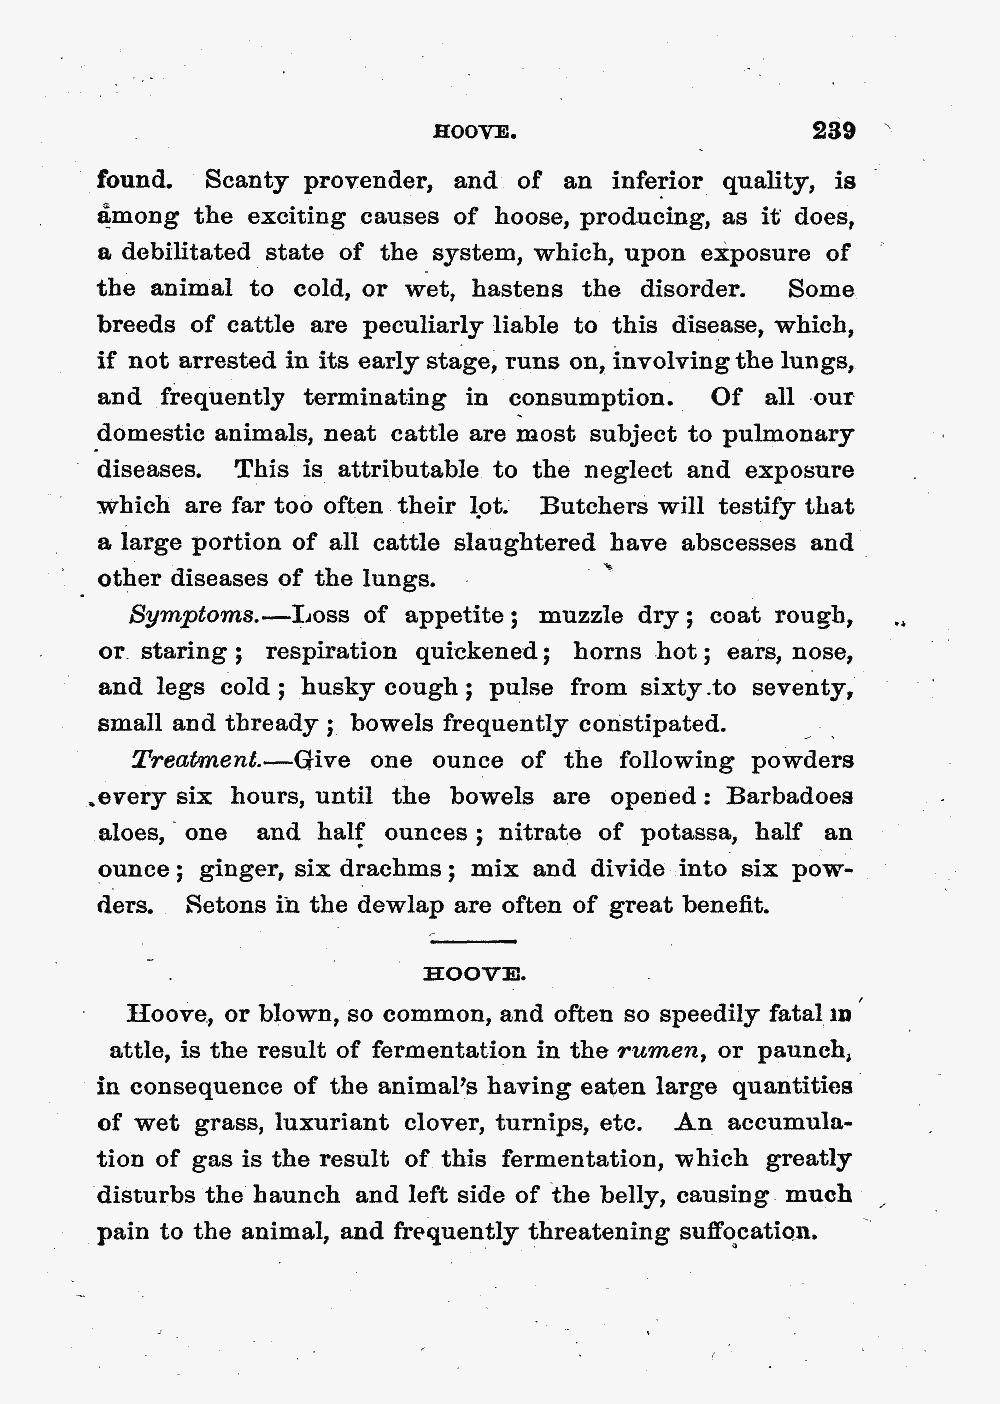 HOOVE. 239
found. Scanty provender, and of an inferior quality, is
among the exciting causes of hoose, producing, as it does,
a debilitated state of the system, which, upon exposure of
the animal to cold, or wet, hastens the disorder. Some
breeds of cattle are peculiarly liable to this disease, which,
if not arrested in its early stage, runs on, involving the lungs,
and frequently terminating in consumption. Of all our
domestic animals, neat cattle are most subject to pulmonary
diseases. This is attributable to the neglect and exposure
which are far too often their lot. Butchers will testify that
a large portion of all cattle slaughtered have abscesses and
other diseases of the lungs.
Symptoms.—Loss of appetite; muzzle dry; coat rough,
or staring; respiration quickened; horns hot; ears, nose,
and legs cold; husky cough; pulse from sixty to seventy,
small and thready; bowels frequently constipated.
Treatment.—Give one ounce of the following powders
every six hours, until the bowels are opened: Barbadoes
aloes, one and half ounces; nitrate of potassa, half an
ounce; ginger, six drachms; mix and divide into six pow-
ders. Setons in the dewlap are often of great benefit.
HOOVE.
Hoove, or blown, so common, and often so speedily fatal in
attle, is the result of fermentation in the rumen, or paunch,
in consequence of the animal's having eaten large quantities
of wet grass, luxuriant clover, turnips, etc. An accumula-
tion of gas is the result of this fermentation, which greatly
disturbs the haunch and left side of the belly, causing much
pain to the animal, and frequently threatening suffocation.